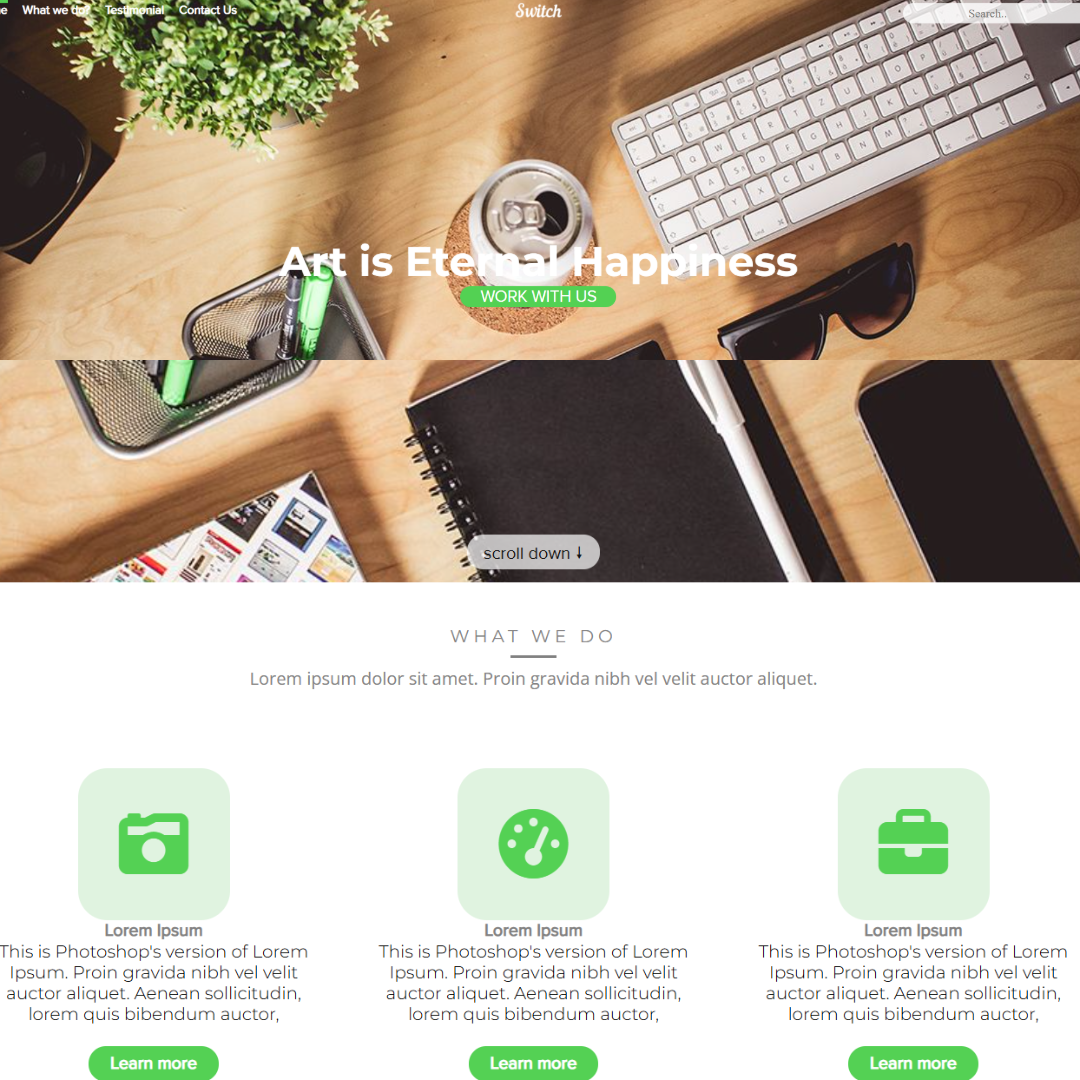 What we do? Testimonial Contact Us
Switch
Search..
Art is Eternal Happiness
WORK WITH US
scroll down ↓
WHAT WE DO
Lorem ipsum dolor sit amet. Proin gravida nibh vel velit auctor aliquet.
Lorem Ipsum
This is Photoshop's version of Lorem
Ipsum. Proin gravida nibh vel velit
auctor aliquet. Aenean sollicitudin,
lorem quis bibendum auctor,
Learn more
Lorem Ipsum
This is Photoshop's version of Lorem
Ipsum. Proin gravida nibh vel velit
auctor aliquet. Aenean sollicitudin,
lorem quis bibendum auctor,
Learn more
Lorem Ipsum
This is Photoshop's version of Lorem
Ipsum. Proin gravida nibh vel velit
auctor aliquet. Aenean sollicitudin,
lorem quis bibendum auctor,
Learn more